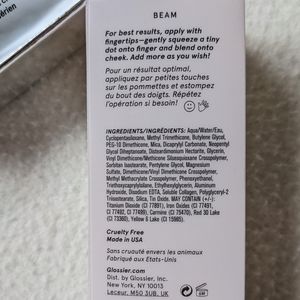 érien
BEAM
For best results, apply with
fingertips—gently squeeze a tiny
dot onto finger and blend onto
cheek. Add more as you wish!
Pour un résultat optimal,
appliquez par petites touches
sur les pommettes et estompez
du bout des doigts. Répétez
l'opération si besoin!
INGREDIENTS/INGRÉDIENTS: Aqua/Water/Eau,
Cyclopentasiloxane, Methyl Trimethicone, Butylene Glycol,
PEG-10 Dimethicone, Mica, Dicaprylyl Carbonate, Neopentyl
Glycol Diheptanoate, Disteardimonium Hectorite, Glycerin,
Vinyl Dimethicone/Methicone Silsesquioxane Crosspolymer,
Sorbitan Isostearate, Pentylene Glycol, Magnesium
Sulfate, Dimethicone/Vinyl Dimethicone Crosspolymer,
Methyl Methacrylate Crosspolymer, Phenoxyethanol,
Triethoxycaprylylsilane, Ethylhexylglycerin, Aluminum
Hydroxide, Disodium EDTA, Soluble Collagen, Polyglyceryl-2
Triisostearate, Silica, Tin Oxide. MAY CONTAIN (+/-):
Titanium Dioxide (CI 77891), Iron Oxides (CI 77491,
CI 77492, CI 77499), Carmine (CI 75470), Red 30 Lake
(CI 73360), Yellow 6 Lake (CI 15985)
Cruelty Free
Made in USA
Sans cruauté envers les animaux
Fabriqué aux États-Unis
Glossier.com
Dist. by Glossier Inc.
New York, NY 10013
Leceur, M50 3UB, UK